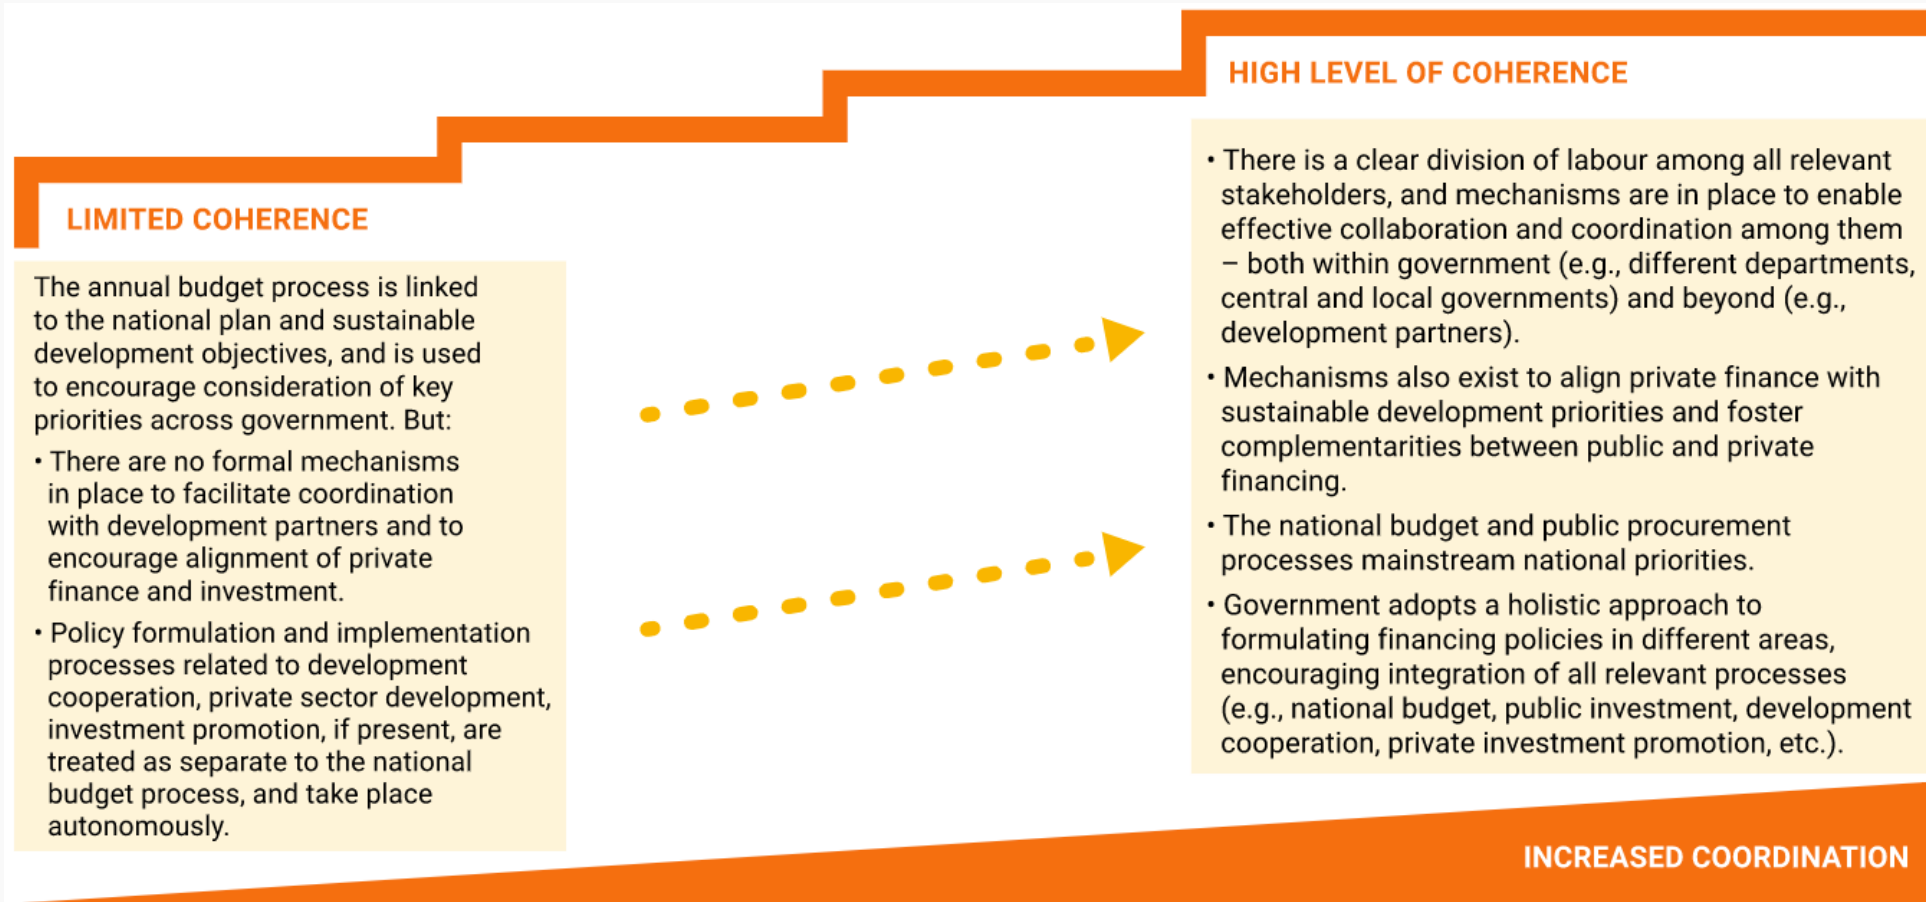 LIMITED COHERENCE
The annual budget process is linked
to the national plan and sustainable
development objectives, and is used
to encourage consideration of key
priorities across government. But:
• There are no formal mechanisms
in place to facilitate coordination
with development partners and to
encourage alignment of private
finance and investment.
• Policy formulation and implementation
processes related to development
cooperation, private sector development,
investment promotion, if present, are
treated as separate to the national
budget process, and take place
autonomously.
HIGH LEVEL OF COHERENCE
• There is a clear division of labour among all relevant
stakeholders, and mechanisms are in place to enable
effective collaboration and coordination among them
– both within government (e.g., different departments,
central and local governments) and beyond (e.g.,
development partners).
• Mechanisms also exist to align private finance with
sustainable development priorities and foster
complementarities between public and private
financing.
• The national budget and public procurement
processes mainstream national priorities.
• Government adopts a holistic approach to
formulating financing policies in different areas,
encouraging integration of all relevant processes
(e.g., national budget, public investment, development
cooperation, private investment promotion, etc.).
INCREASED COORDINATION